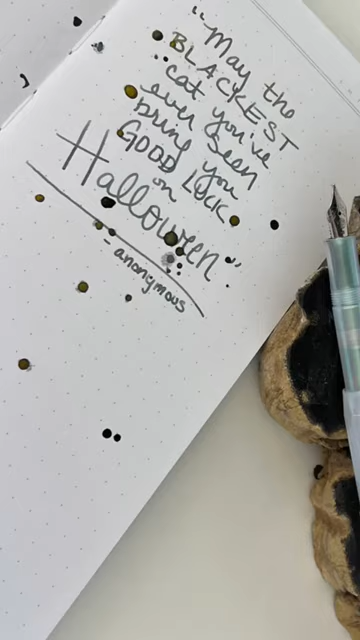 "May the
BLACKEST
cat you've
ever seen
bring you
GOOD LUCK
on
Halloween"
- anonymous